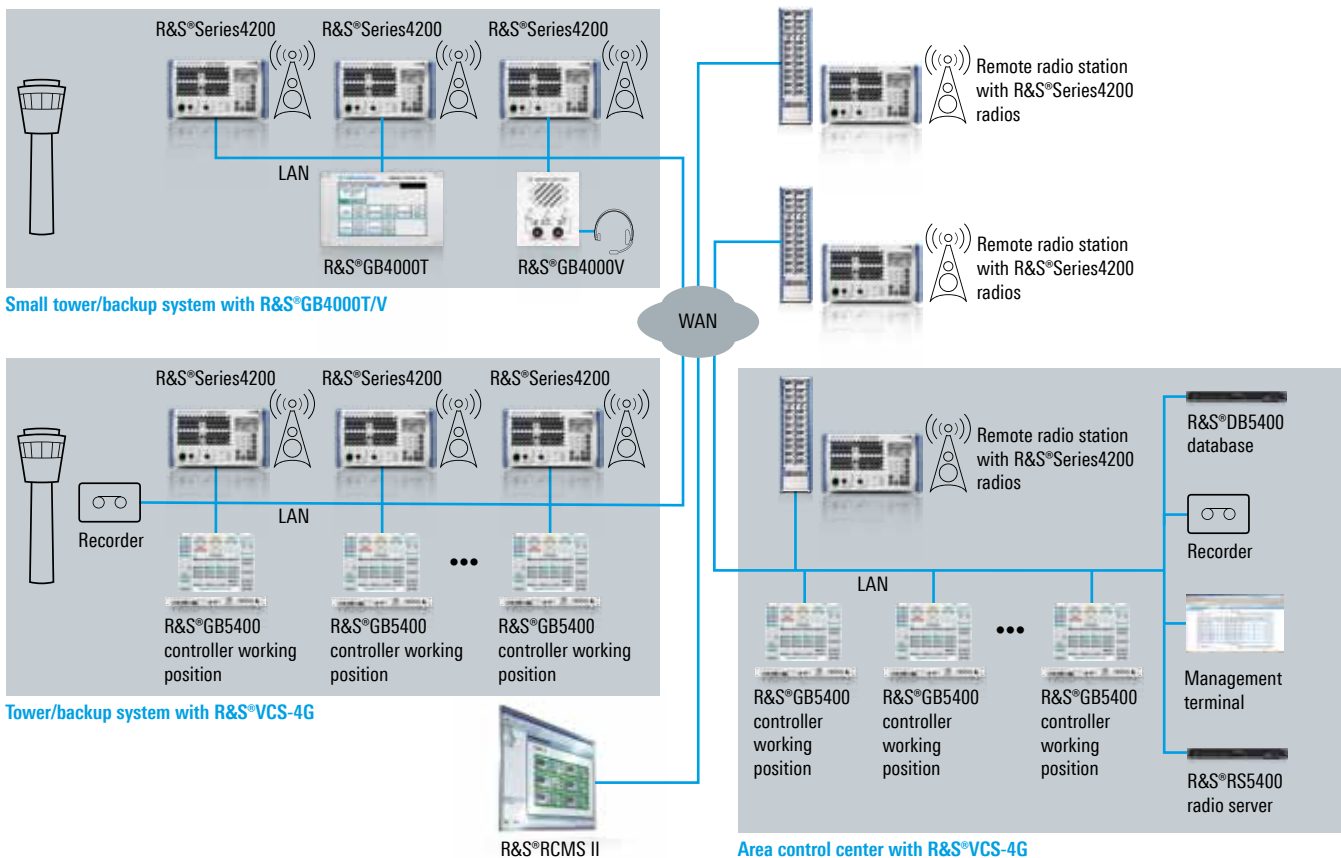 R&S®Series4200
R&S®Series4200
R&S®Series4200
LAN
R&S®GB4000T
R&S®GB4000V
Small tower/backup system with R&S®GB4000T/V
Remote radio station
with R&S®Series4200
radios
Remote radio station
with R&S®Series4200
radios
WAN
R&S®Series4200
R&S®Series4200
R&S®Series4200
LAN
Recorder
•••
R&S®GB5400
controller working
position
R&S®GB5400
controller working
position
R&S®GB5400
controller working
position
Tower/backup system with R&S®VCS-4G
R&S®RCMS II
Remote radio station
with R&S®Series4200
radios
LAN
•••
R&S®GB5400
controller
working
position
R&S®GB5400
controller
working
position
R&S®GB5400
controller
working
position
R&S®DB5400
database
Recorder
Management
terminal
R&S®RS5400
radio server
Area control center with R&S®VCS-4G